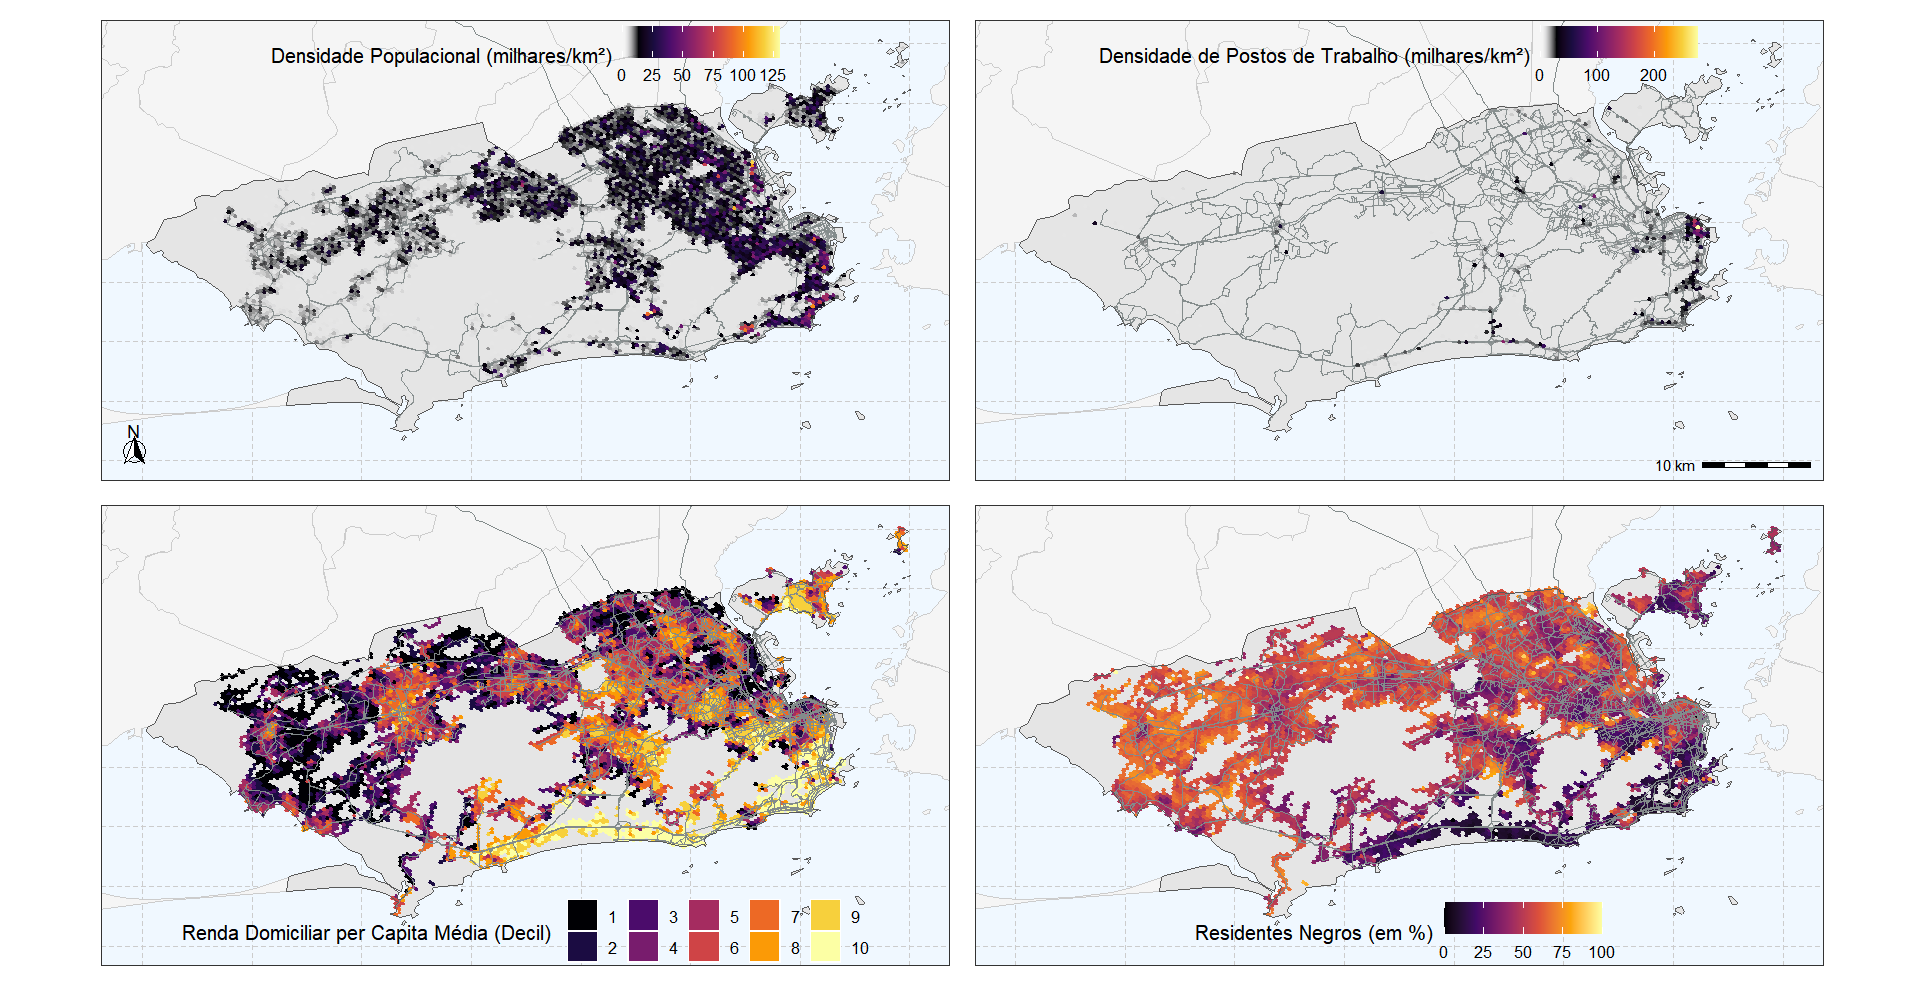 Densidade Populacional (milhares/km²)
0 25 50 75 100 125
N
Densidade de Postos de Trabalho (milhares/km²)
0 100 200
10 km
Renda Domiciliar per Capita Média (Decil)
1 3 5 7 9
2 4 6 8 10
Residentes Negros (em %)
0 25 50 75 100